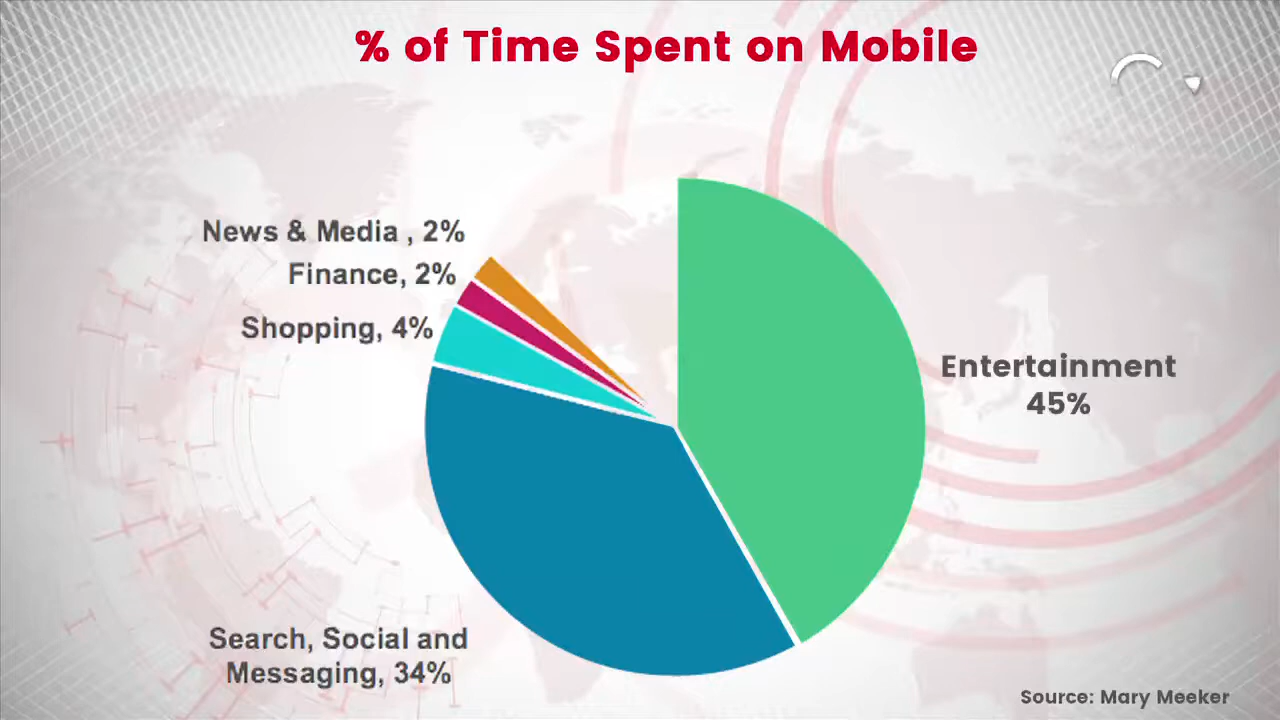 % of Time Spent on Mobile
News & Media , 2%
Finance, 2%
Shopping, 4%
Entertainment
45%
Search, Social and
Messaging, 34%
Source: Mary Meeker